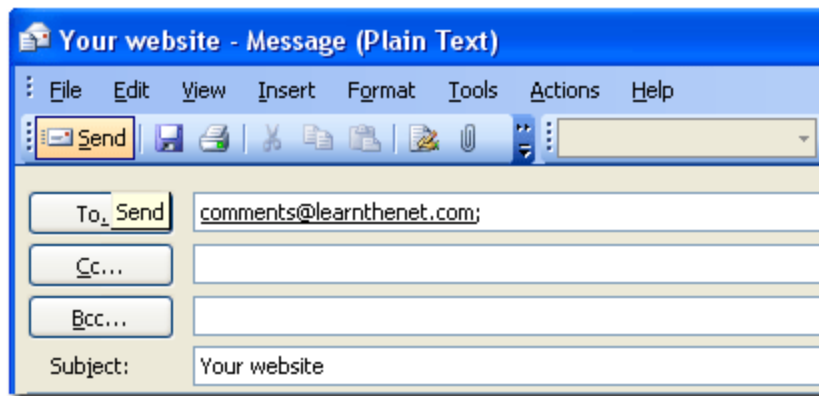 Your website - Message (Plain Text)
File Edit View Insert Format Tools Actions Help
Send
To. Send comments@learnthenet.com;
Cc...
Bcc...
Subject: Your website